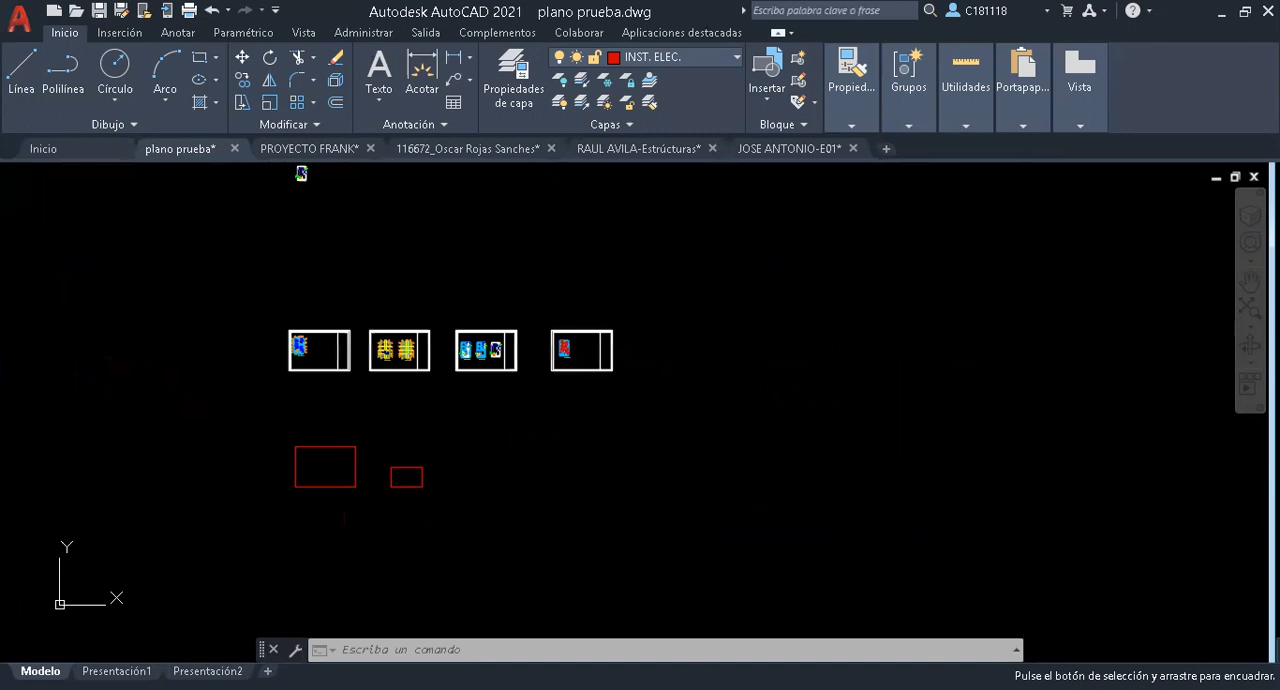 Autodesk AutoCAD 2021 plano prueba.dwg
Escriba palabra clave o frase
C181118
Inicio Inserción Anotar Paramétrico Vista Administrar Salida Complementos Colaborar Aplicaciones destacadas
INST. ELEC.
Línea Polilínea Círculo Arco
Texto Acotar
Propiedades de capa
Insertar
Propied... Grupos Utilidades Portapap... Vista
Dibujo Modificar Anotación Capas Bloque
Inicio plano prueba* PROYECTO FRANK* 116672_Oscar Rojas Sanches* RAUL AVILA-Estrúcturas* JOSE ANTONIO-E01*
Y
X
Escriba un comando
Modelo Presentación1 Presentación2
Pulse el botón de selección y arrastre para encuadrar.